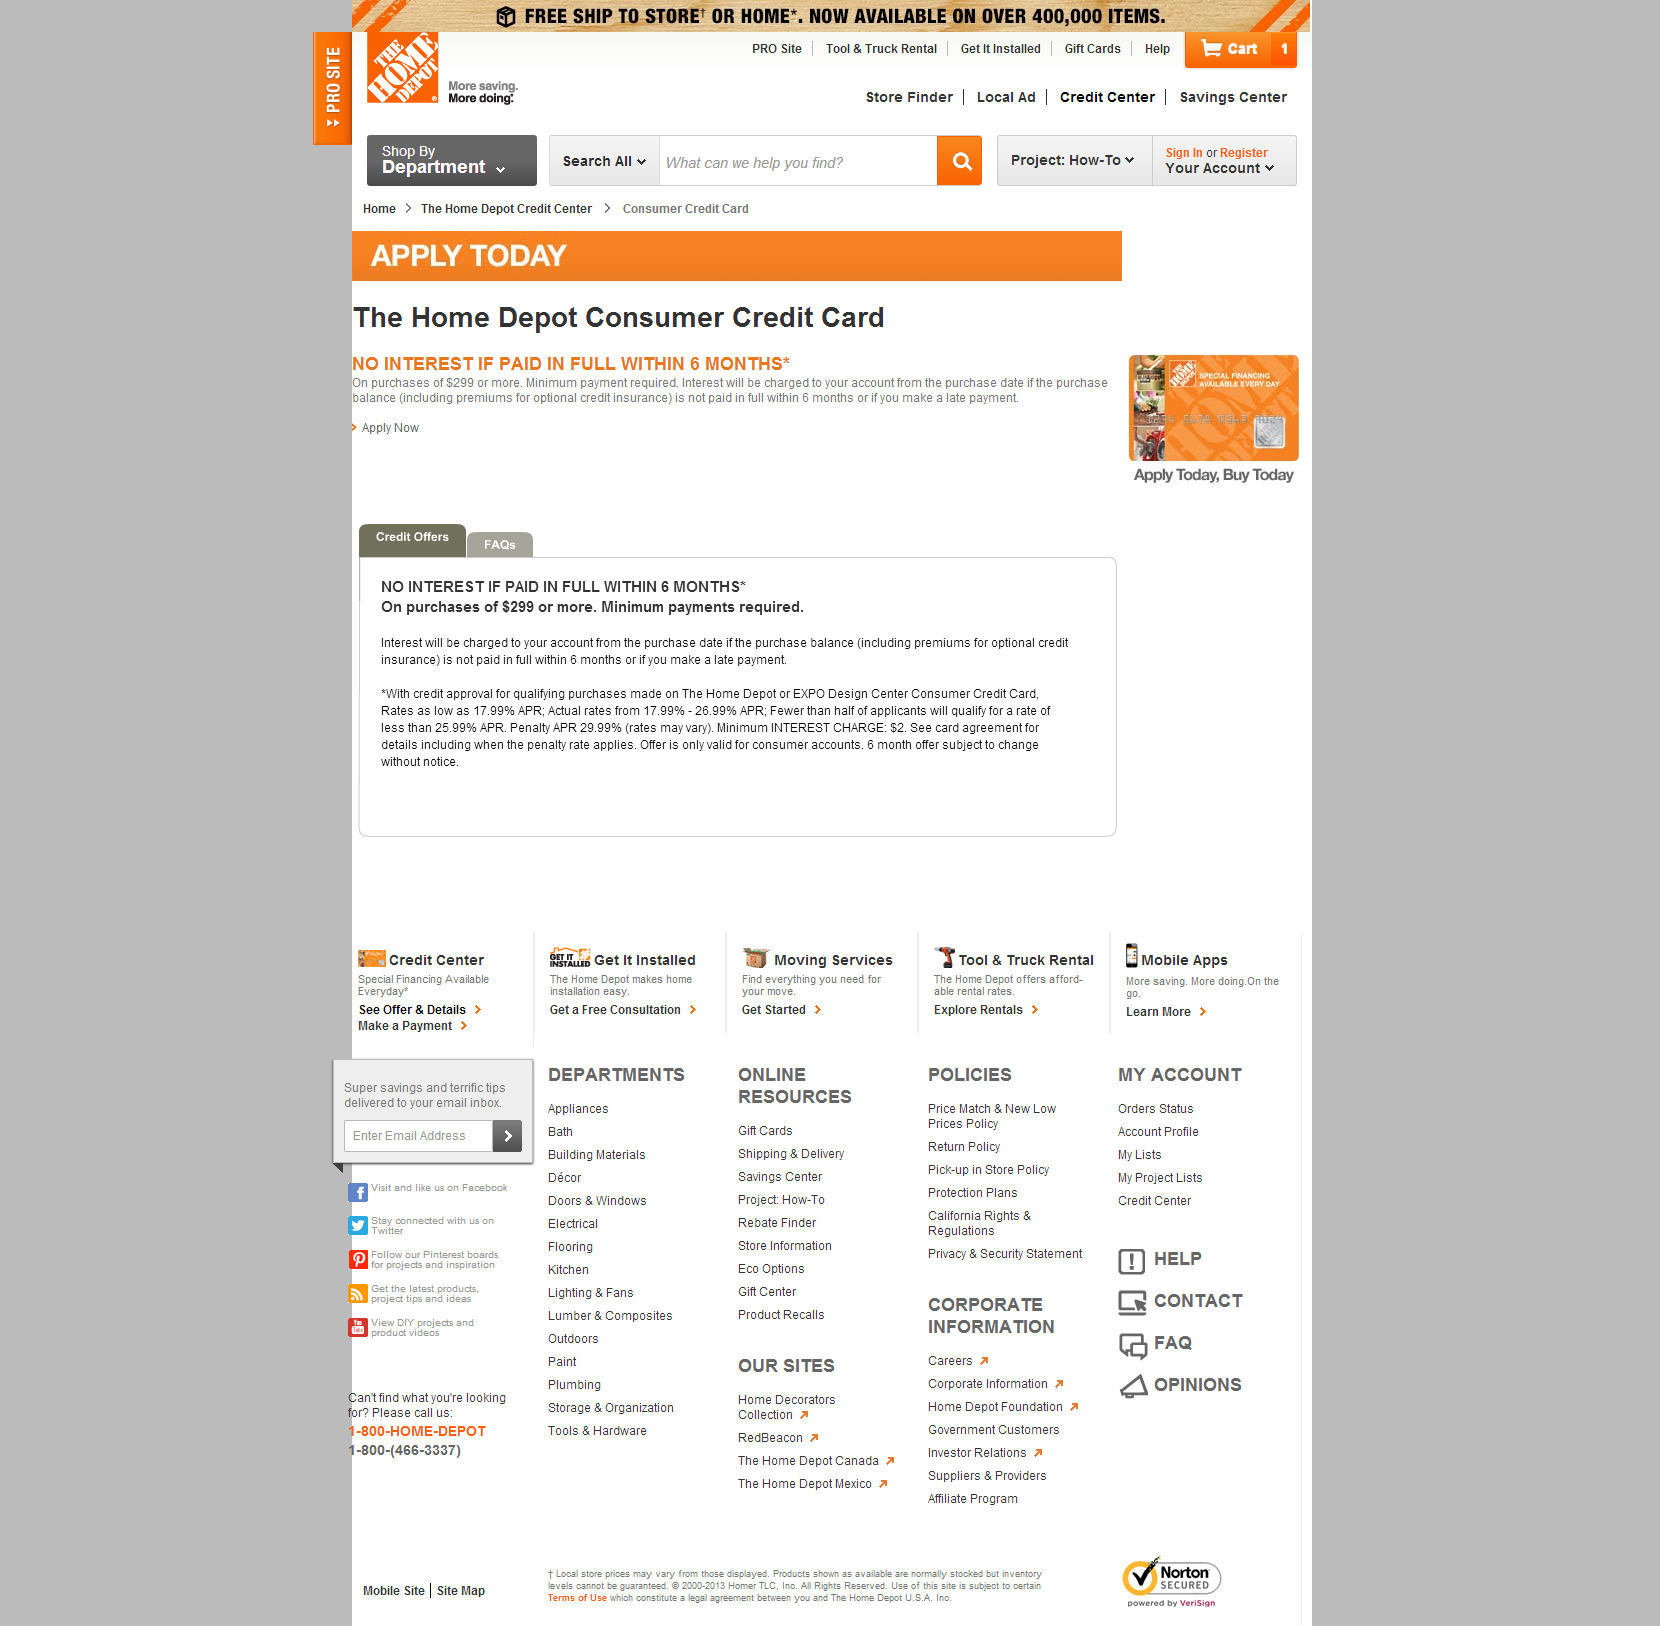 FREE SHIP TO STORE† OR HOME*. NOW AVAILABLE ON OVER 400,000 ITEMS.
PRO SITE
THE HOME DEPOT
More saving.
More doing.
PRO Site
Tool & Truck Rental
Get It Installed
Gift Cards
Help
Cart 1
Store Finder
Local Ad
Credit Center
Savings Center
Shop By
Department
Search All
What can we help you find?
Project: How-To
Sign In or Register
Your Account
Home > The Home Depot Credit Center > Consumer Credit Card
APPLY TODAY
The Home Depot Consumer Credit Card
NO INTEREST IF PAID IN FULL WITHIN 6 MONTHS*
On purchases of $299 or more. Minimum payment required. Interest will be charged to your account from the purchase date if the purchase
balance (including premiums for optional credit insurance) is not paid in full within 6 months or if you make a late payment.
Apply Now
THE HOME DEPOT
SPECIAL FINANCING
AVAILABLE EVERY DAY
Apply Today, Buy Today
Credit Offers
FAQs
NO INTEREST IF PAID IN FULL WITHIN 6 MONTHS*
On purchases of $299 or more. Minimum payments required.
Interest will be charged to your account from the purchase date if the purchase balance (including premiums for optional credit
insurance) is not paid in full within 6 months or if you make a late payment.
*With credit approval for qualifying purchases made on The Home Depot or EXPO Design Center Consumer Credit Card,
Rates as low as 17.99% APR; Actual rates from 17.99% - 26.99% APR; Fewer than half of applicants will qualify for a rate of
less than 25.99% APR. Penalty APR 29.99% (rates may vary). Minimum INTEREST CHARGE: $2. See card agreement for
details including when the penalty rate applies. Offer is only valid for consumer accounts. 6 month offer subject to change
without notice.
Credit Center
Special Financing Available
Everyday*
See Offer & Details
Make a Payment
GET IT
INSTALLED
Get It Installed
The Home Depot makes home
installation easy.
Get a Free Consultation
Moving Services
Find everything you need for
your move.
Get Started
Tool & Truck Rental
The Home Depot offers afford-
able rental rates.
Explore Rentals
Mobile Apps
More saving. More doing.On the
go.
Learn More
Super savings and terrific tips
delivered to your email inbox.
Enter Email Address
Visit and like us on Facebook
Stay connected with us on
Twitter
Follow our Pinterest boards
for projects and inspiration
Get the latest products,
project tips and ideas
You Tube
View DIY projects and
product videos
Can't find what you're looking
for? Please call us:
1-800-HOME-DEPOT
1-800-(466-3337)
DEPARTMENTS
Appliances
Bath
Building Materials
Décor
Doors & Windows
Electrical
Flooring
Kitchen
Lighting & Fans
Lumber & Composites
Outdoors
Paint
Plumbing
Storage & Organization
Tools & Hardware
ONLINE
RESOURCES
Gift Cards
Shipping & Delivery
Savings Center
Project: How-To
Rebate Finder
Store Information
Eco Options
Gift Center
Product Recalls
OUR SITES
Home Decorators
Collection
RedBeacon
The Home Depot Canada
The Home Depot Mexico
POLICIES
Price Match & New Low
Prices Policy
Return Policy
Pick-up in Store Policy
Protection Plans
California Rights &
Regulations
Privacy & Security Statement
CORPORATE
INFORMATION
Careers
Corporate Information
Home Depot Foundation
Government Customers
Investor Relations
Suppliers & Providers
Affiliate Program
MY ACCOUNT
Orders Status
Account Profile
My Lists
My Project Lists
Credit Center
HELP
CONTACT
FAQ
OPINIONS
Mobile Site
Site Map
† Local store prices may vary from those displayed. Products shown as available are normally stocked but inventory
levels cannot be guaranteed. © 2000-2013 Homer TLC, Inc. All Rights Reserved. Use of this site is subject to certain
Terms of Use which constitute a legal agreement between you and The Home Depot U.S.A. Inc.
Norton
SECURED
powered by VeriSign